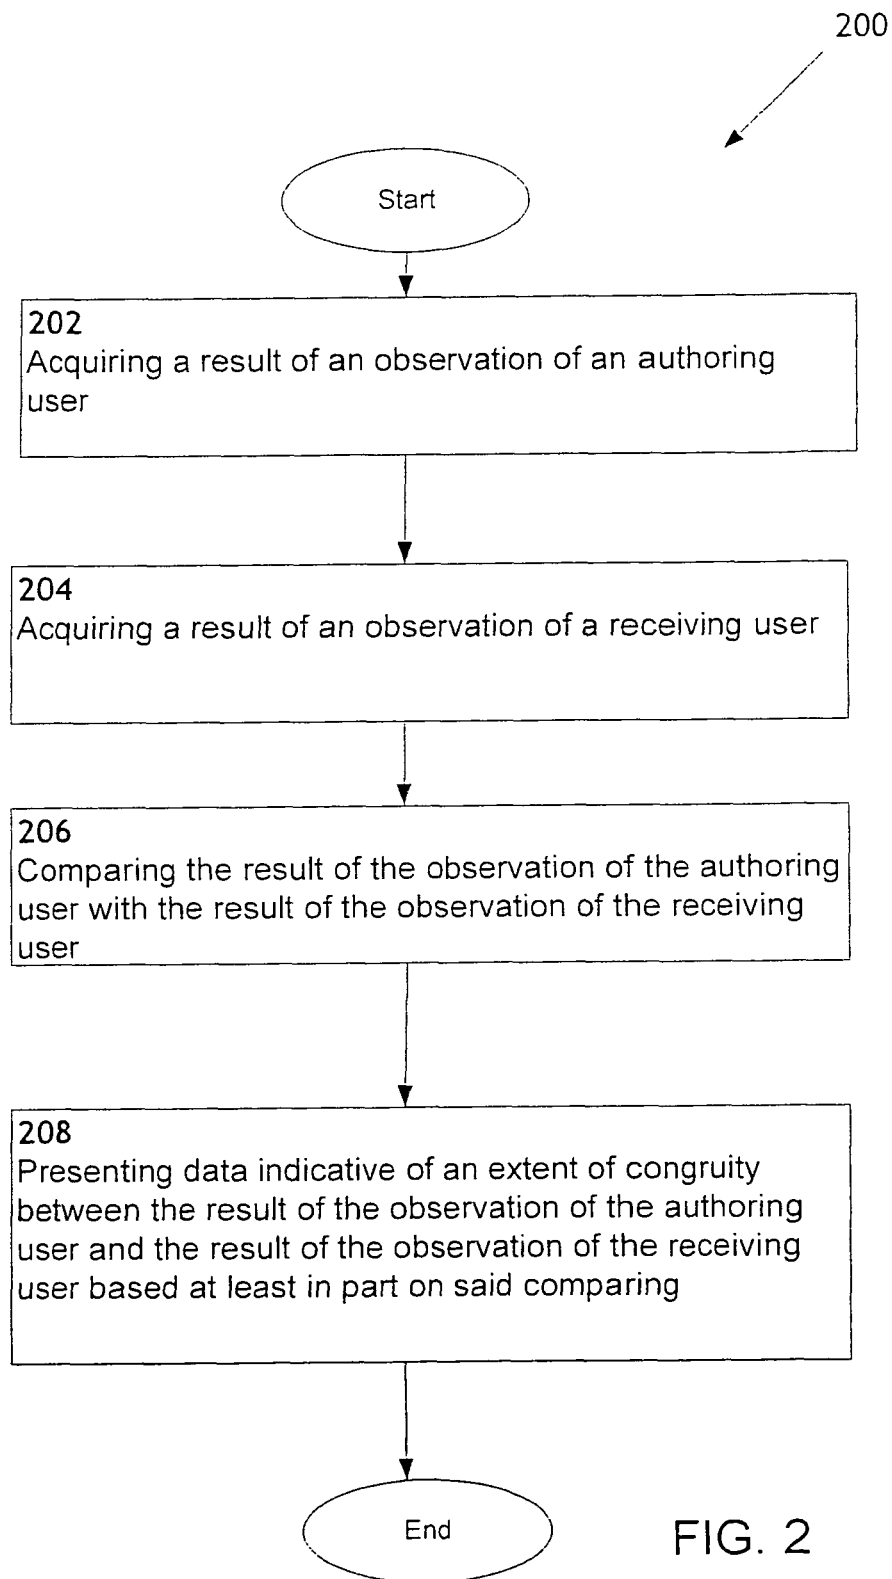 200
Start
202
Acquiring a result of an observation of an authoring
user
204
Acquiring a result of an observation of a receiving user
206
Comparing the result of the observation of the authoring
user with the result of the observation of the receiving
user
208
Presenting data indicative of an extent of congruity
between the result of the observation of the authoring
user and the result of the observation of the receiving
user based at least in part on said comparing
End
FIG. 2